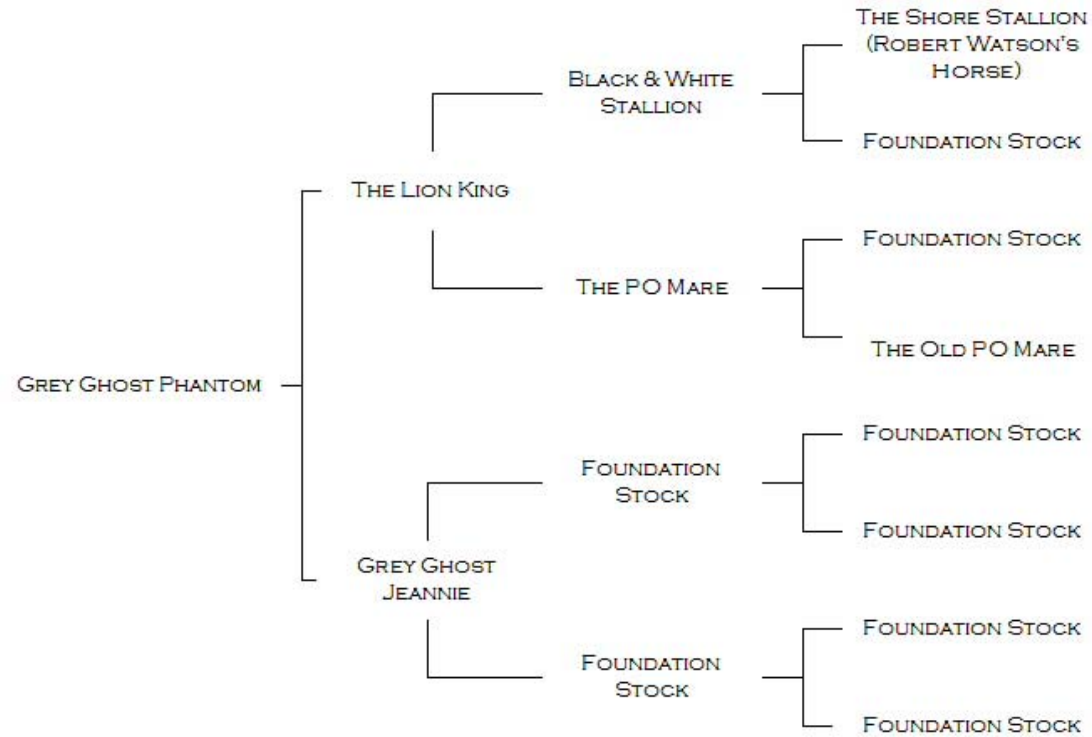 The Shore Stallion
(Robert Watson's
Horse)
Black & White
Stallion
Foundation Stock
The Lion King
Foundation Stock
The PO Mare
The Old PO Mare
Grey Ghost Phantom
Foundation Stock
Foundation
Stock
Foundation Stock
Grey Ghost
Jeannie
Foundation Stock
Foundation
Stock
Foundation Stock